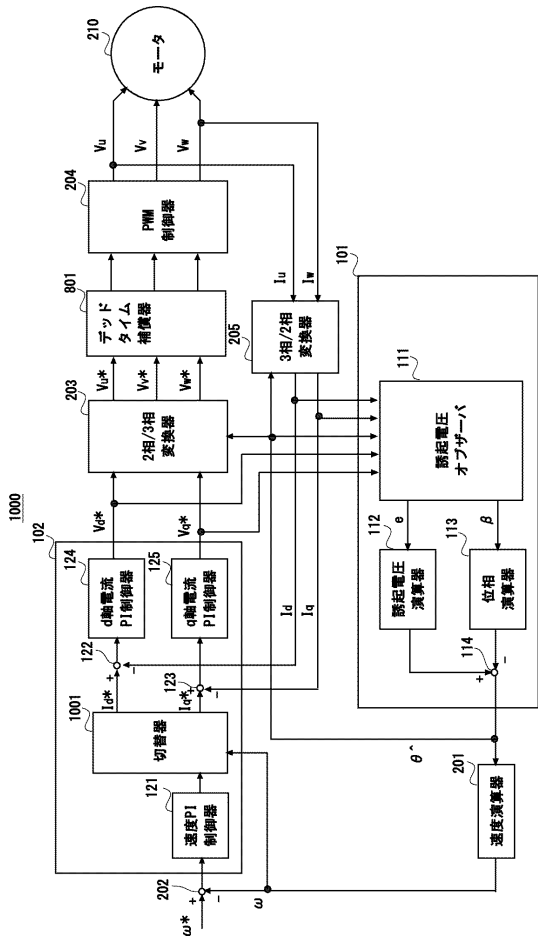 1000
102
ω*
202
+
-
ω
121
速度PI
制御器
1001
切替器
Id*
Iq*
122
+
-
123
+
-
124
d軸電流
PI制御器
125
q軸電流
PI制御器
Vd*
Vq*
203
2相/3相
変換器
Vu*
Vv*
Vw*
801
デッド
タイム
補償器
204
PWM
制御器
Vu
Vv
Vw
210
モータ
Iu
Iw
205
3相/2相
変換器
Id
Iq
101
111
誘起電圧
オブザーバ
e
β
112
誘起電圧
演算器
113
位相
演算器
114
+
-
θ^
201
速度演算器